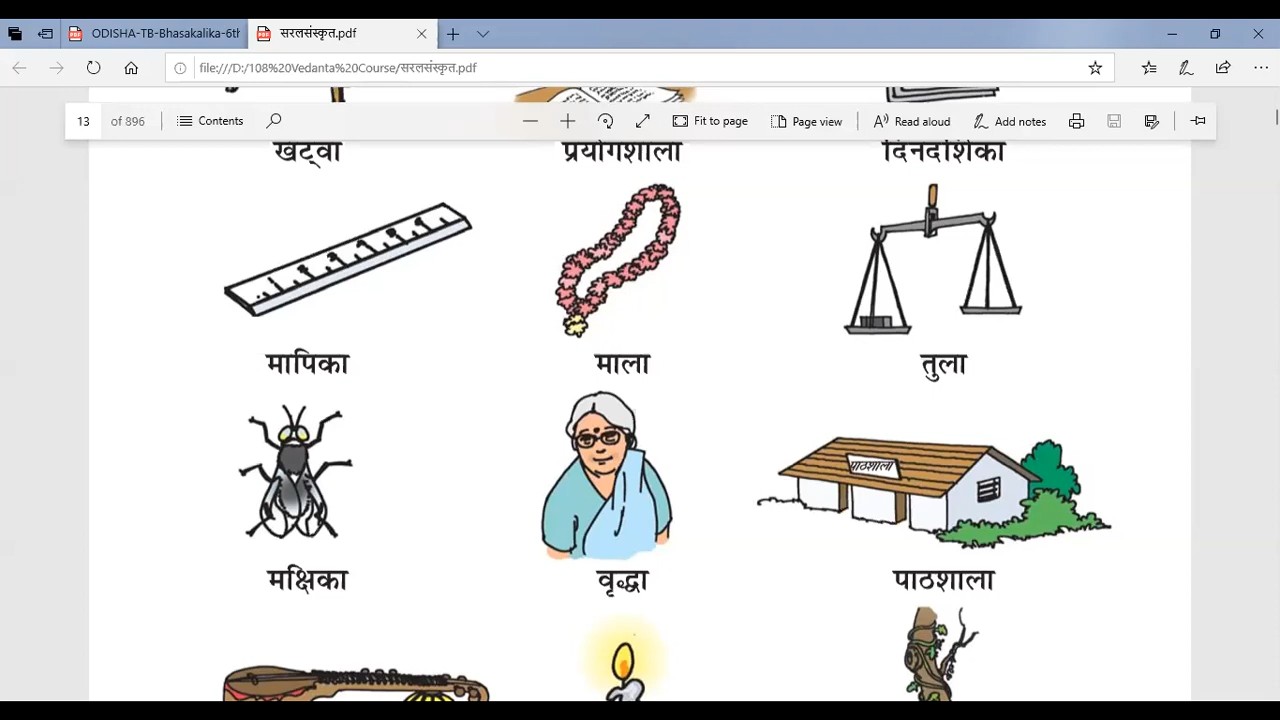 ODISHA-TB-Bhasakalika-6th
सरलसंस्कृत.pdf
file:///D:/108%20Vedanta%20Course/सरलसंस्कृत.pdf
13 of 896 Contents Fit to page Page view Read aloud Add notes
खट्वा प्रयोगशाला दिनदर्शिका
मापिका माला तुला
पाठशाला
मक्षिका वृद्धा पाठशाला